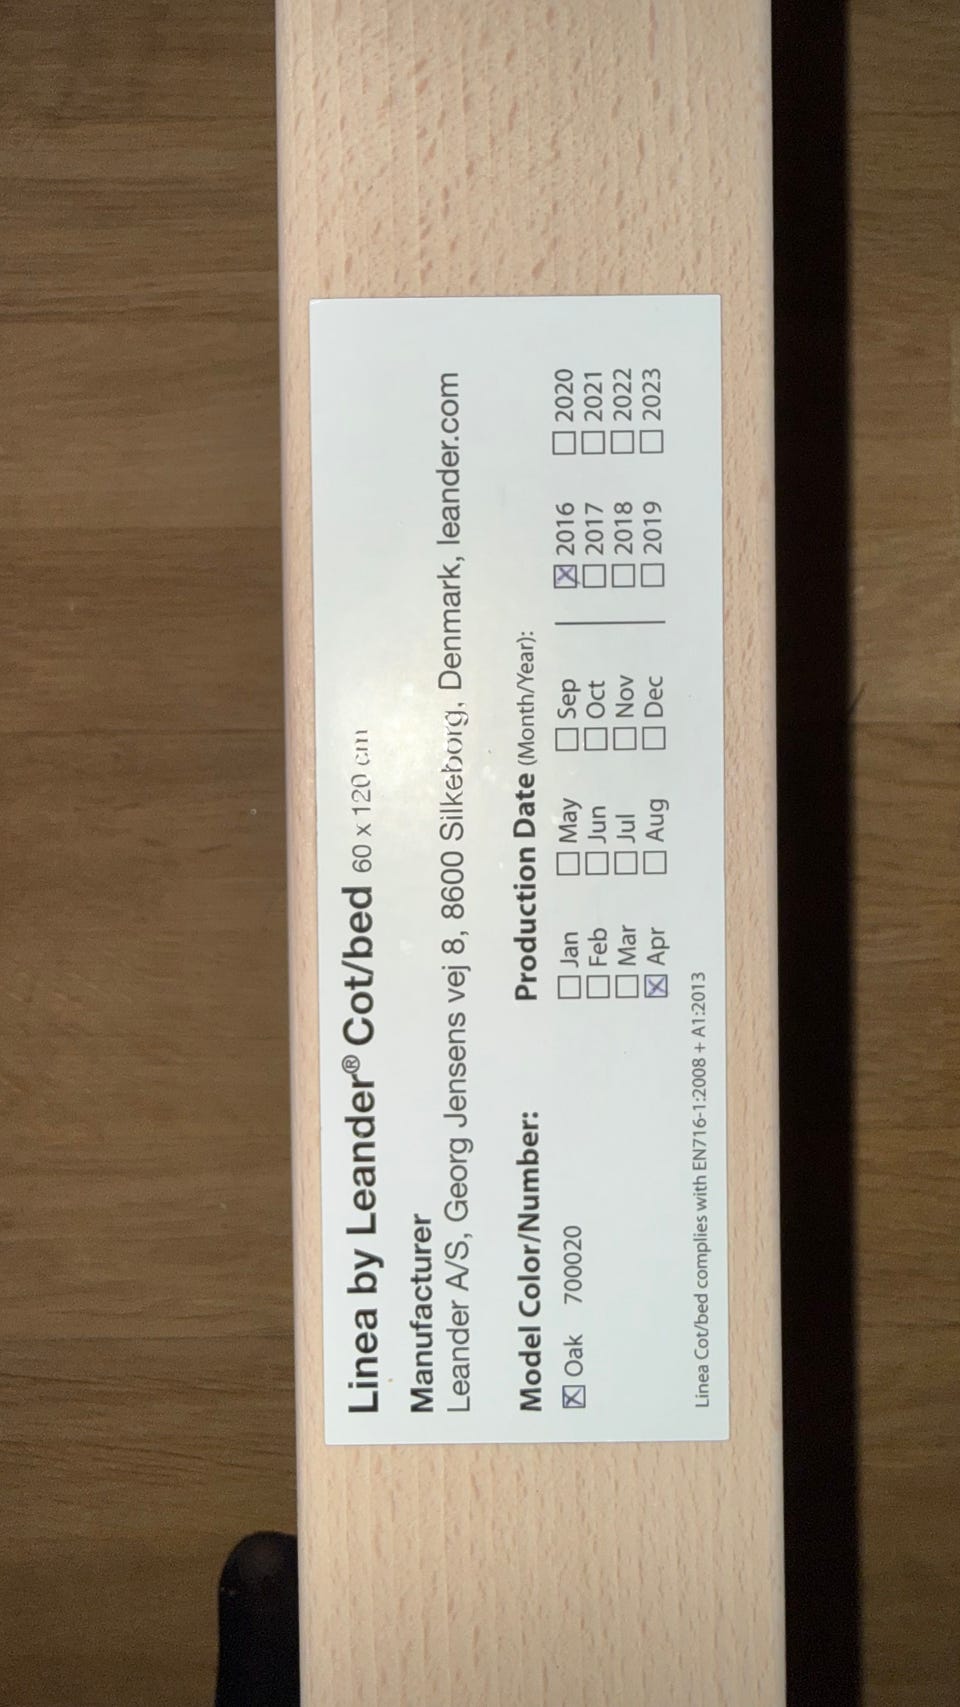 Linea by Leander® Cot/bed 60 x 120 cm
Manufacturer
Leander A/S, Georg Jensens vej 8, 8600 Silkeborg, Denmark, leander.com
Model Color/Number:
☒ Oak 700020
Production Date (Month/Year):
☐ Jan ☐ May ☐ Sep | ☒ 2016 ☐ 2020
☐ Feb ☐ Jun ☐ Oct | ☐ 2017 ☐ 2021
☐ Mar ☐ Jul ☐ Nov | ☐ 2018 ☐ 2022
☒ Apr ☐ Aug ☐ Dec | ☐ 2019 ☐ 2023
Linea Cot/bed complies with EN716-1:2008 + A1:2013